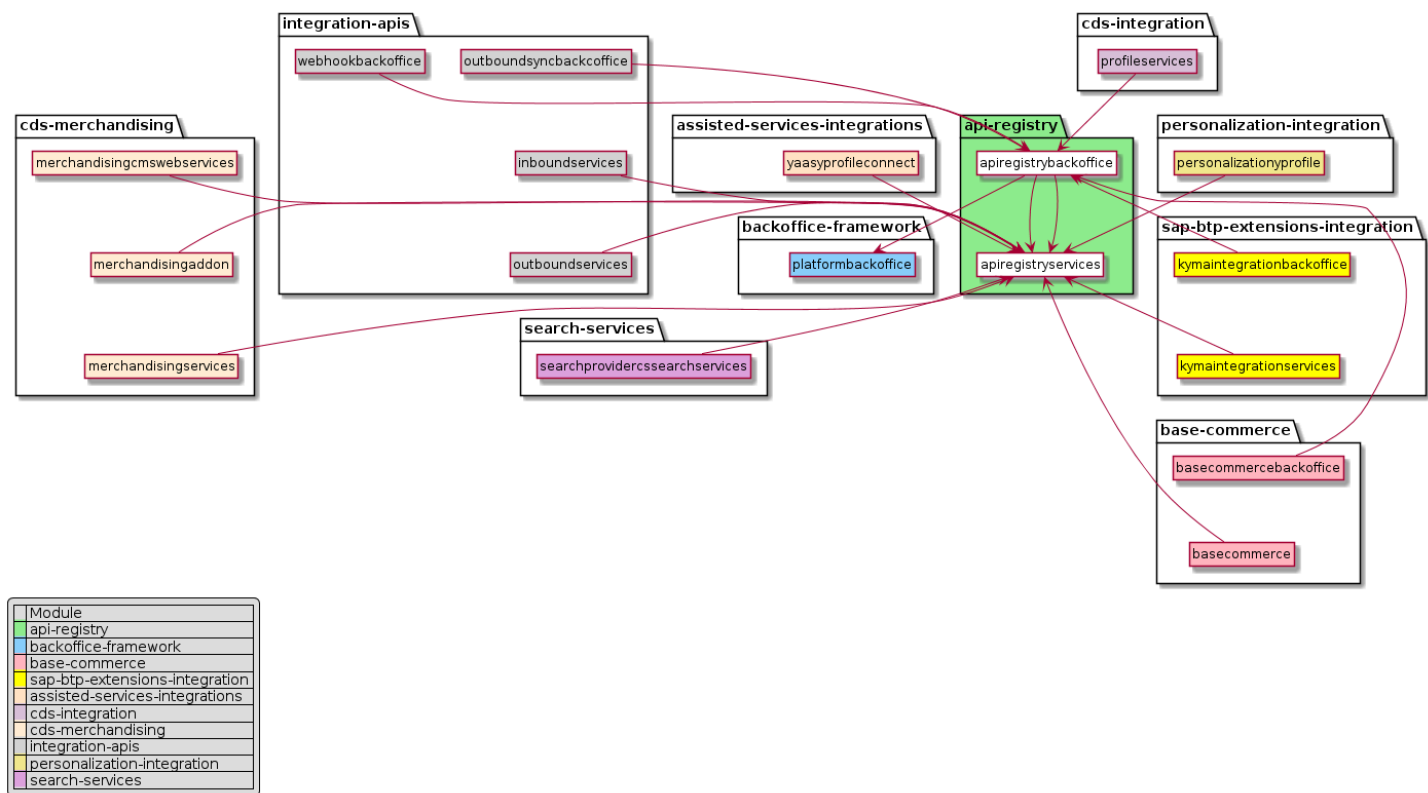 integration-apis
cds-integration
webhookbackoffice
outboundsyncbackcoffice
profileservices
cds-merchandising
assisted-services-integrations
api-registry
personalization-integration
merchandisingcmswebservices
inboundservices
yaasyprofileconnect
apiregistrybackoffice
personalizationyprofile
backoffice-framework
sap-btp-extensions-integration
merchandisingaddon
outboundservices
platformbackoffice
apiregistryservices
kymaintegrationbackoffice
search-services
merchandisingservices
searchprovidercssearchservices
kymaintegrationservices
base-commerce
basecommercebackoffice
basecommerce
Module
api-registry
backoffice-framework
base-commerce
sap-btp-extensions-integration
assisted-services-integrations
cds-integration
cds-merchandising
integration-apis
personalization-integration
search-services